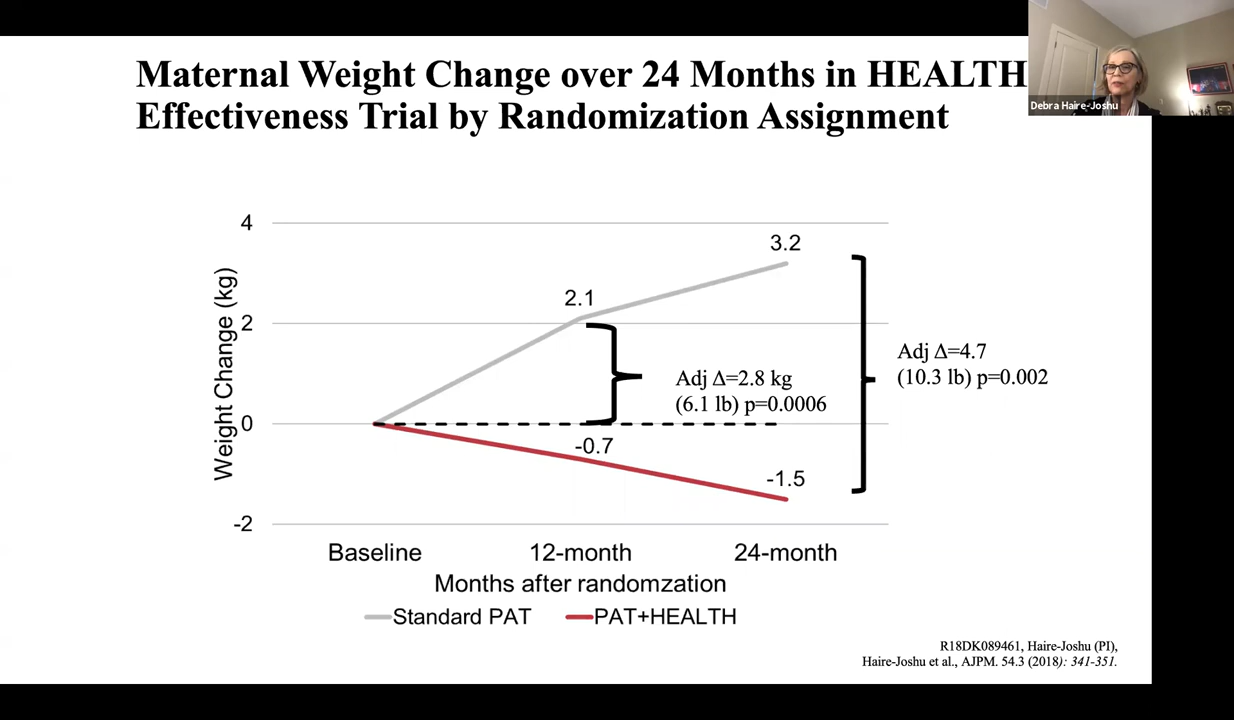 Maternal Weight Change over 24 Months in HEALTH
Effectiveness Trial by Randomization Assignment
Debra Haire-Joshu
Weight Change (kg)
4
2
0
-2
2.1
3.2
-0.7
-1.5
Adj Δ=2.8 kg
(6.1 lb) p=0.0006
Adj Δ=4.7
(10.3 lb) p=0.002
Baseline
12-month
24-month
Months after randomzation
Standard PAT
PAT+HEALTH
R18DK089461, Haire-Joshu (PI),
Haire-Joshu et al., AJPM. 54.3 (2018): 341-351.